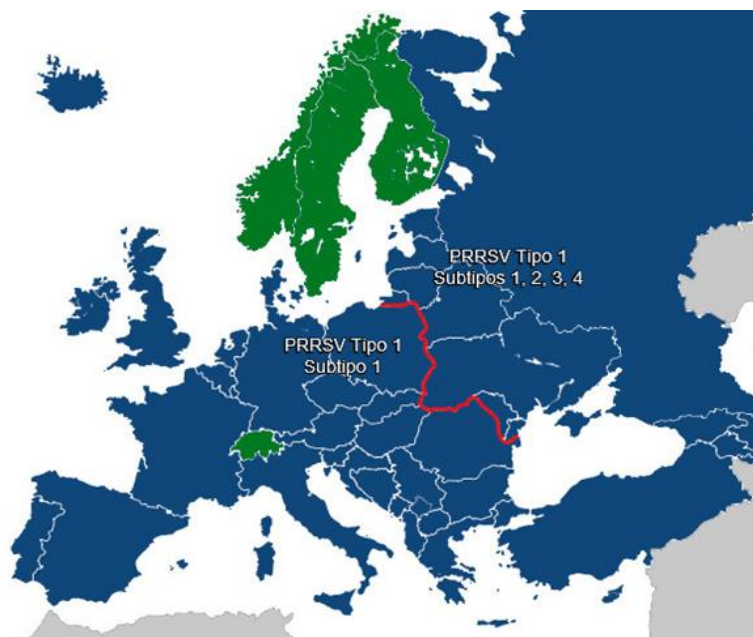 PRRSV Tipo 1
Subtipos 1, 2, 3, 4
PRRSV Tipo 1
Subtipo 1